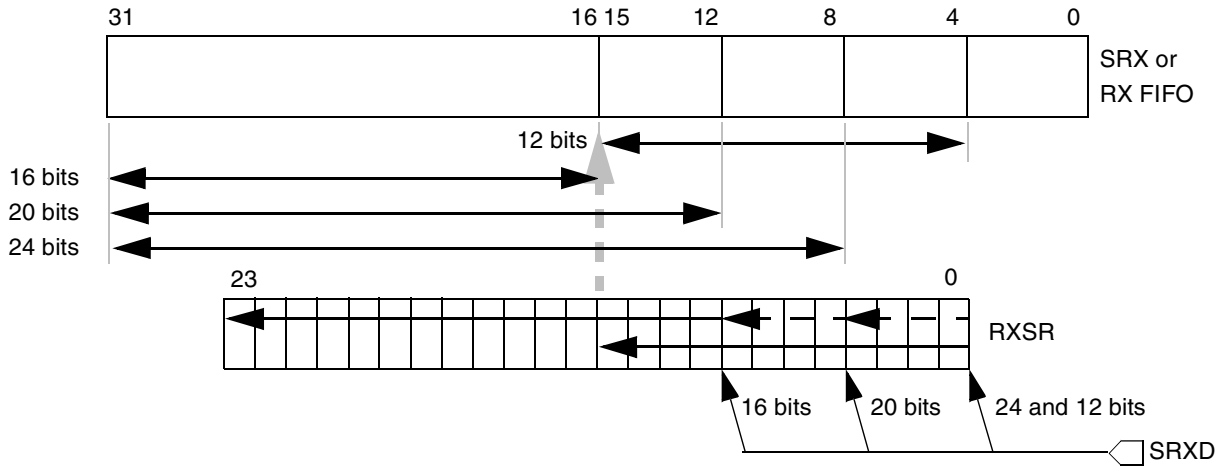 31 16 15 12 8 4 0
SRX or
RX FIFO
12 bits
16 bits
20 bits
24 bits
23 0
RXSR
16 bits 20 bits 24 and 12 bits
SRXD